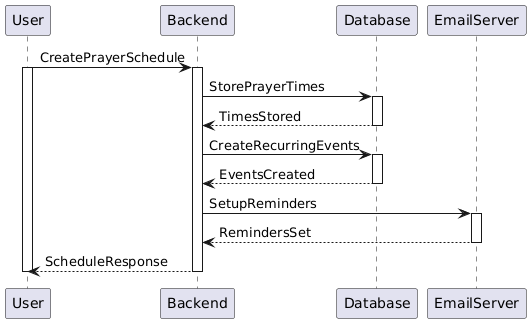 User Backend Database EmailServer
CreatePrayerSchedule
StorePrayerTimes
TimesStored
CreateRecurringEvents
EventsCreated
SetupReminders
RemindersSet
ScheduleResponse
User Backend Database EmailServer